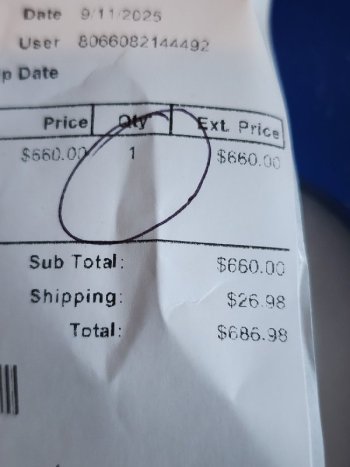 Date 9/11/2025
User 8066082144492
p Date
Price Qty Ext. Price
$660.00 1 $660.00
Sub Total: $660.00
Shipping: $26.98
Total: $686.98